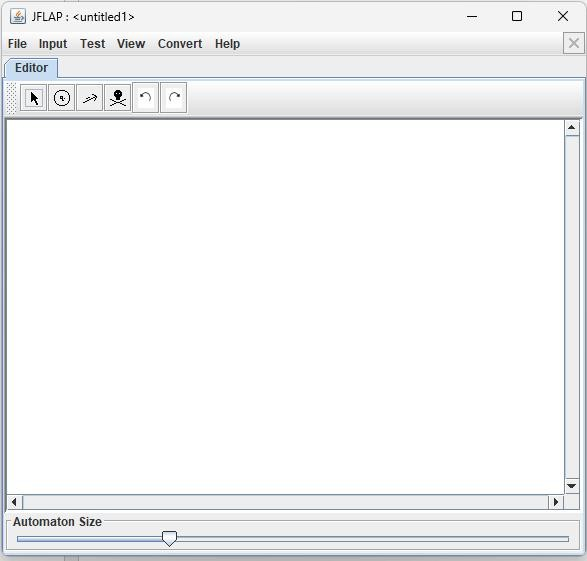 JFLAP : <untitled1>
File Input Test View Convert Help
Editor
Automaton Size